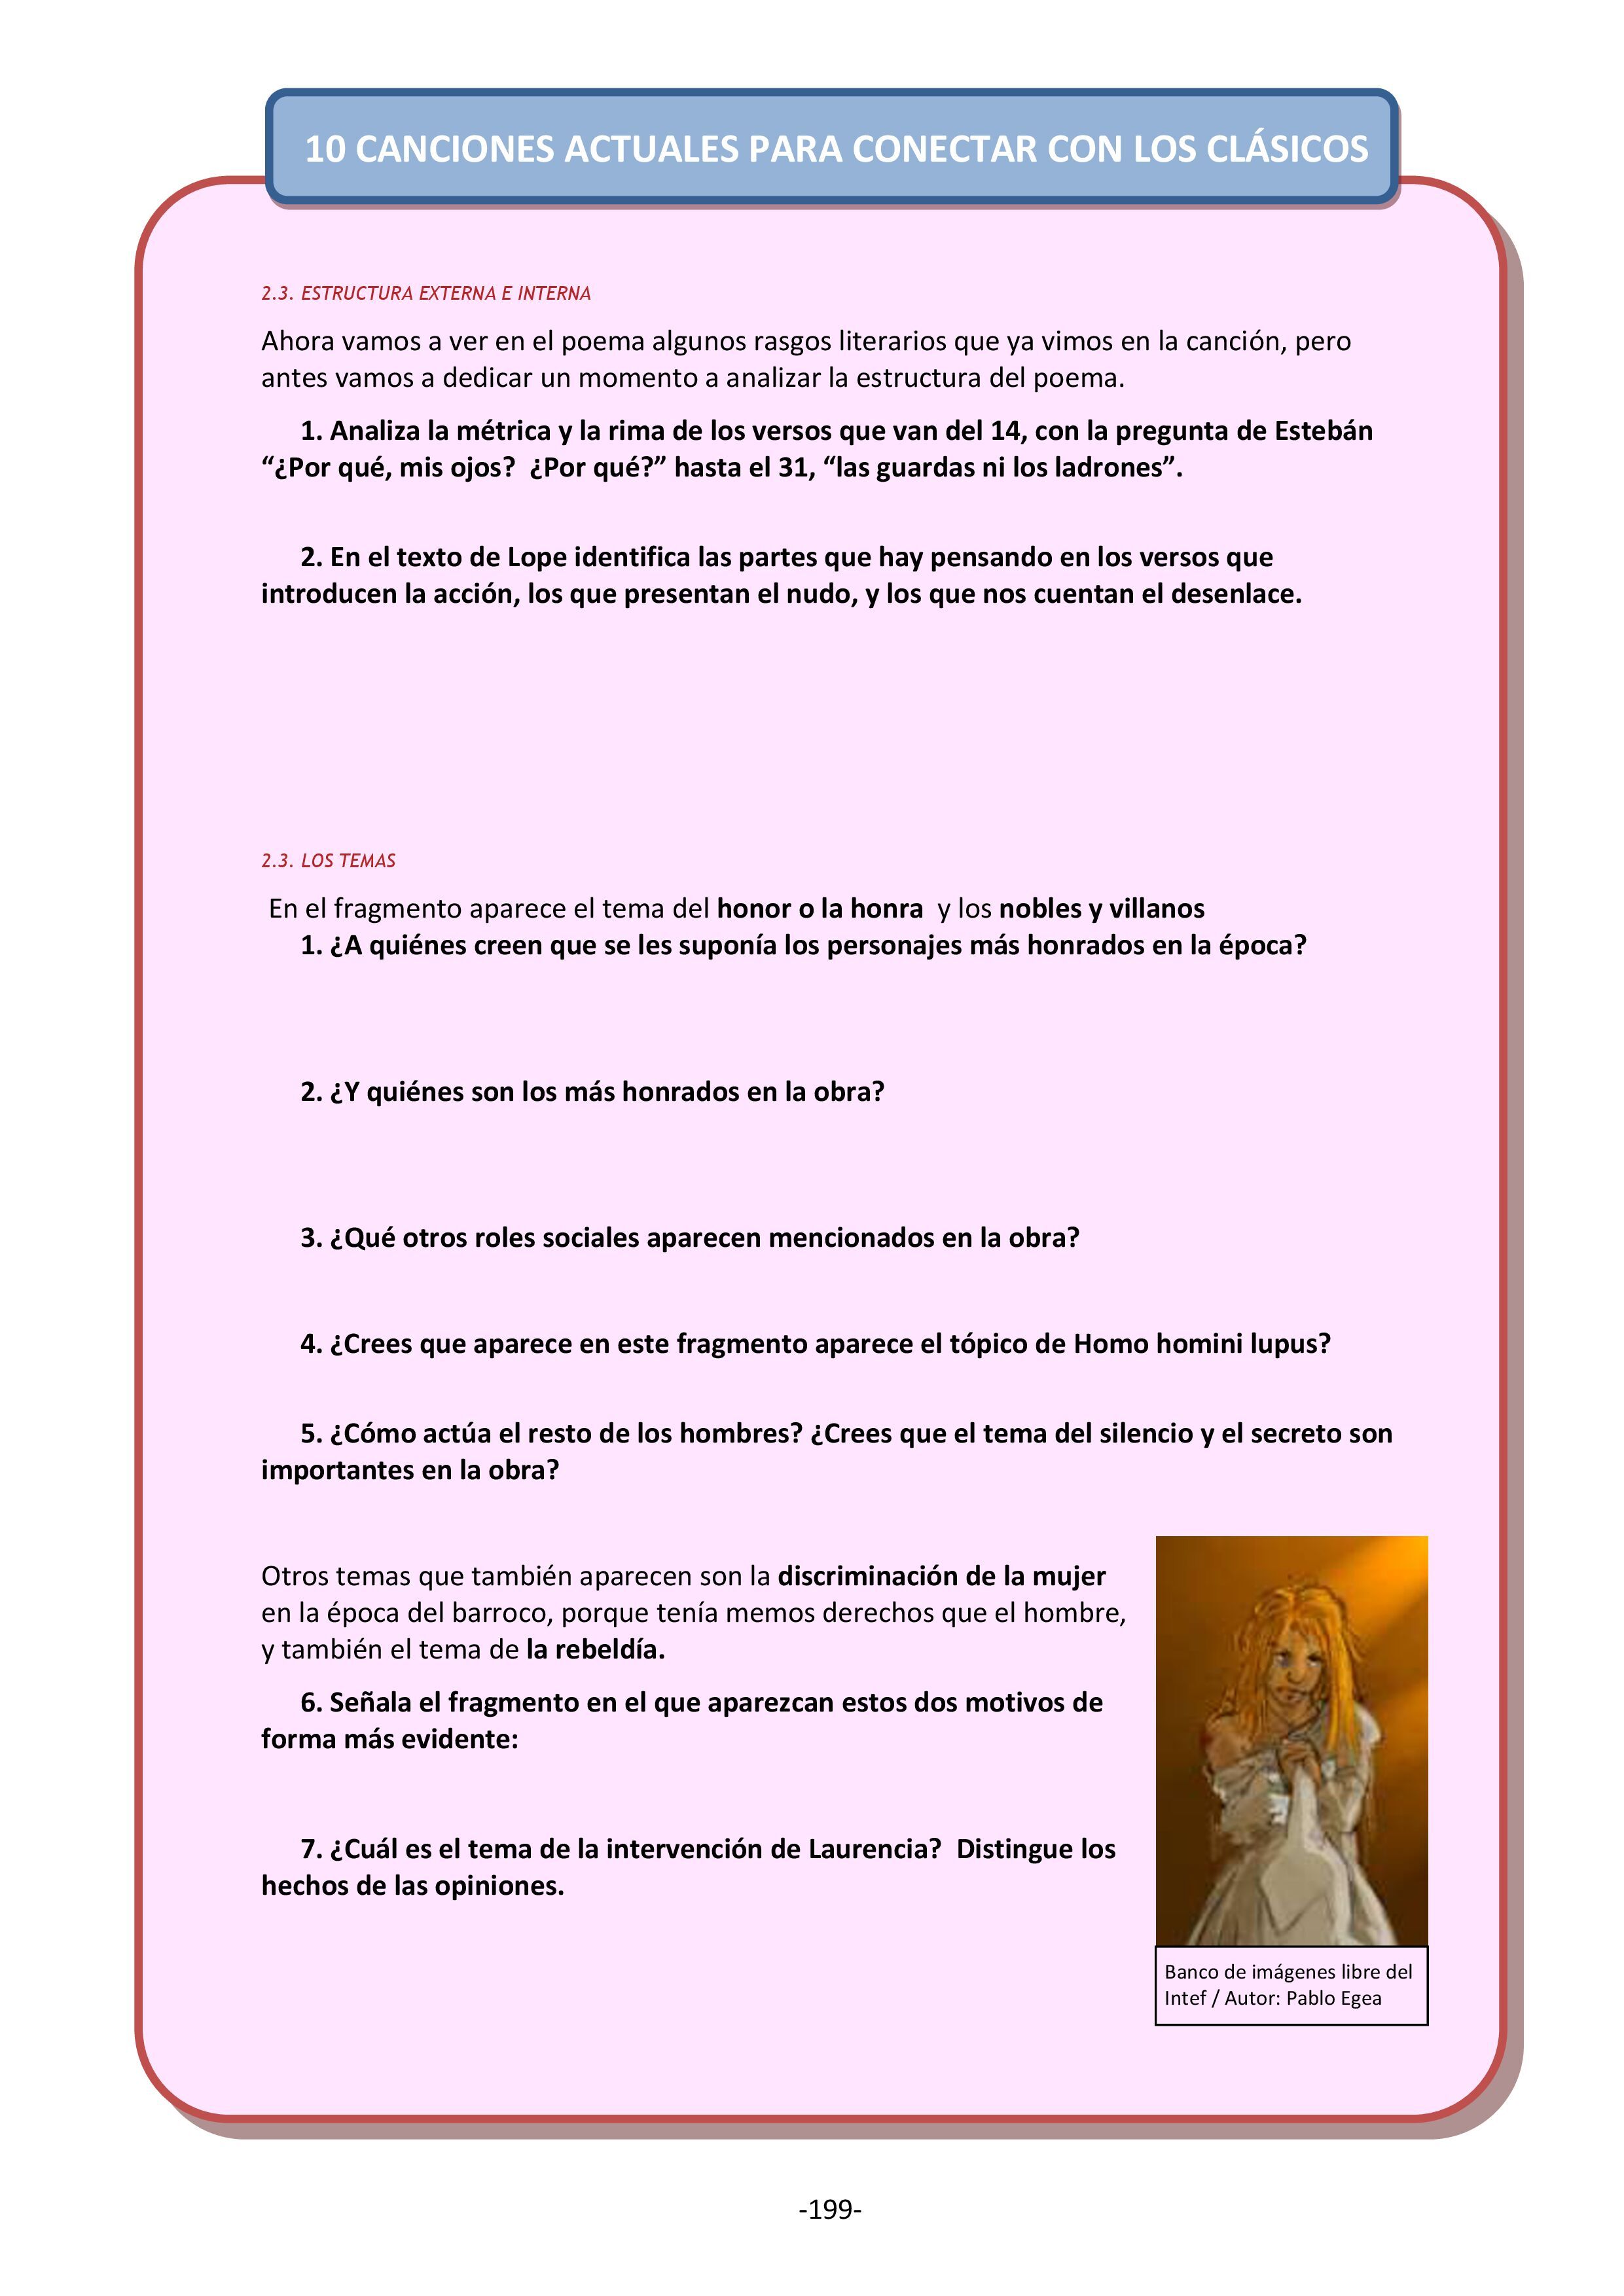 10 CANCIONES ACTUALES PARA CONECTAR CON LOS CLÁSICOS
2.3. ESTRUCTURA EXTERNA E INTERNA
Ahora vamos a ver en el poema algunos rasgos literarios que ya vimos en la canción, pero
antes vamos a dedicar un momento a analizar la estructura del poema.
1. Analiza la métrica y la rima de los versos que van del 14, con la pregunta de Estebán
“¿Por qué, mis ojos?  ¿Por qué?” hasta el 31, “las guardas ni los ladrones”.
2. En el texto de Lope identifica las partes que hay pensando en los versos que
introducen la acción, los que presentan el nudo, y los que nos cuentan el desenlace.
2.3. LOS TEMAS
En el fragmento aparece el tema del honor o la honra  y los nobles y villanos
1. ¿A quiénes creen que se les suponía los personajes más honrados en la época?
2. ¿Y quiénes son los más honrados en la obra?
3. ¿Qué otros roles sociales aparecen mencionados en la obra?
4. ¿Crees que aparece en este fragmento aparece el tópico de Homo homini lupus?
5. ¿Cómo actúa el resto de los hombres? ¿Crees que el tema del silencio y el secreto son
importantes en la obra?
Otros temas que también aparecen son la discriminación de la mujer
en la época del barroco, porque tenía memos derechos que el hombre,
y también el tema de la rebeldía.
6. Señala el fragmento en el que aparezcan estos dos motivos de
forma más evidente:
7. ¿Cuál es el tema de la intervención de Laurencia?  Distingue los
hechos de las opiniones.
Banco de imágenes libre del
Intef / Autor: Pablo Egea
-199-